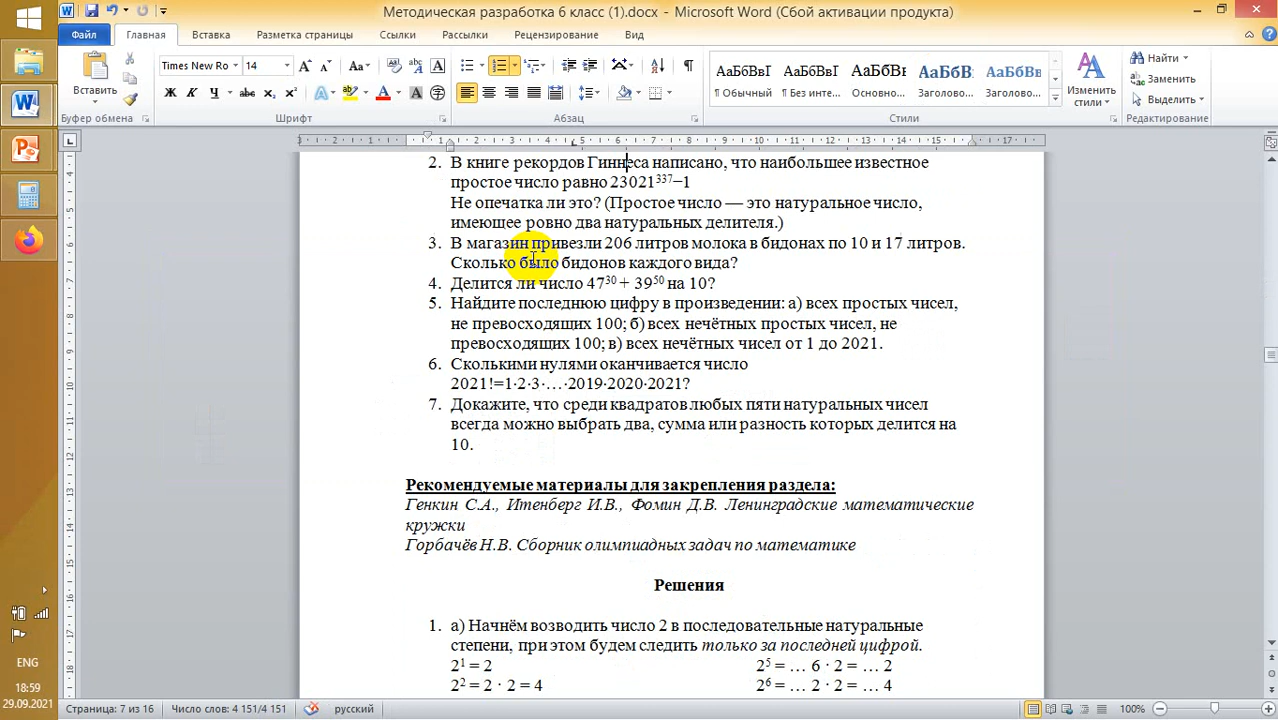 Методическая разработка 6 класс (1).docx - Microsoft Word (Сбой активации продукта)
Файл Главная Вставка Разметка страницы Ссылки Рассылки Рецензирование Вид
Times New Ro 14
Вставить
Ж К Ч abc x₂ x²
АаБбВвГ АаБбВвГ АаБбВв АаБбВ АаБбВв
¶ Обычный ¶ Без инте... Основно... Заголово... Заголово...
Изменить стили
Найти
Заменить
Выделить
Буфер обмена Шрифт Абзац Стили Редактирование
2. В книге рекордов Гиннеса написано, что наибольшее известное
простое число равно 23021³³⁷−1
Не опечатка ли это? (Простое число — это натуральное число,
имеющее ровно два натуральных делителя.)
3. В магазин привезли 206 литров молока в бидонах по 10 и 17 литров.
Сколько было бидонов каждого вида?
4. Делится ли число 47³⁰ + 39⁵⁰ на 10?
5. Найдите последнюю цифру в произведении: а) всех простых чисел,
не превосходящих 100; б) всех нечётных простых чисел, не
превосходящих 100; в) всех нечётных чисел от 1 до 2021.
6. Сколькими нулями оканчивается число
2021!=1·2·3·…·2019·2020·2021?
7. Докажите, что среди квадратов любых пяти натуральных чисел
всегда можно выбрать два, сумма или разность которых делится на
10.
Рекомендуемые материалы для закрепления раздела:
Генкин С.А., Итенберг И.В., Фомин Д.В. Ленинградские математические
кружки
Горбачёв Н.В. Сборник олимпиадных задач по математике
Решения
1. а) Начнём возводить число 2 в последовательные натуральные
степени, при этом будем следить только за последней цифрой.
2¹ = 2 2⁵ = … 6 · 2 = … 2
2² = 2 · 2 = 4 2⁶ = … 2 · 2 = … 4
ENG
18:59
29.09.2021
Страница: 7 из 16 Число слов: 4 151/4 151 русский 100%